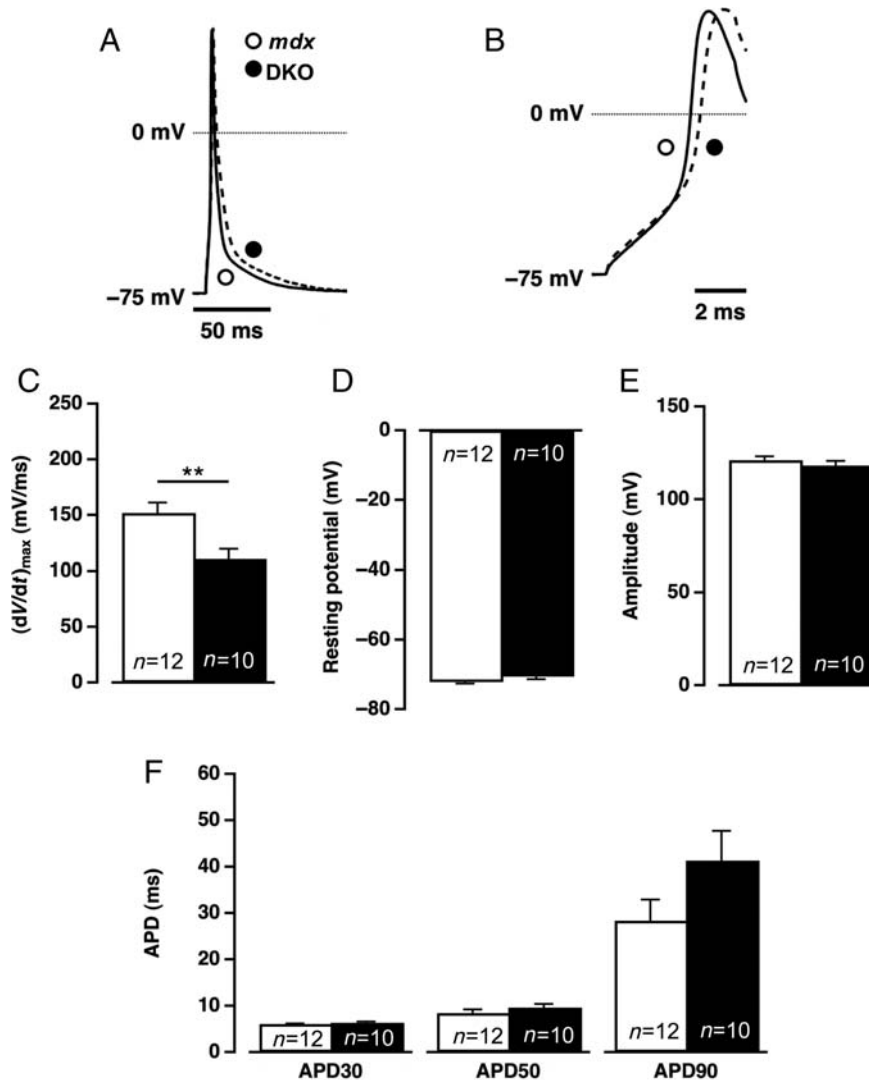 A
mdx
DKO
0 mV
−75 mV
50 ms
B
0 mV
−75 mV
2 ms
C
(dV/dt)max (mV/ms)
250
200
150
100
50
0
**
n=12
n=10
D
Resting potential (mV)
0
−20
−40
−60
−80
n=12
n=10
E
Amplitude (mV)
150
100
50
0
n=12
n=10
F
APD (ms)
60
50
40
30
20
10
0
n=12
n=10
n=12
n=10
n=12
n=10
APD30
APD50
APD90